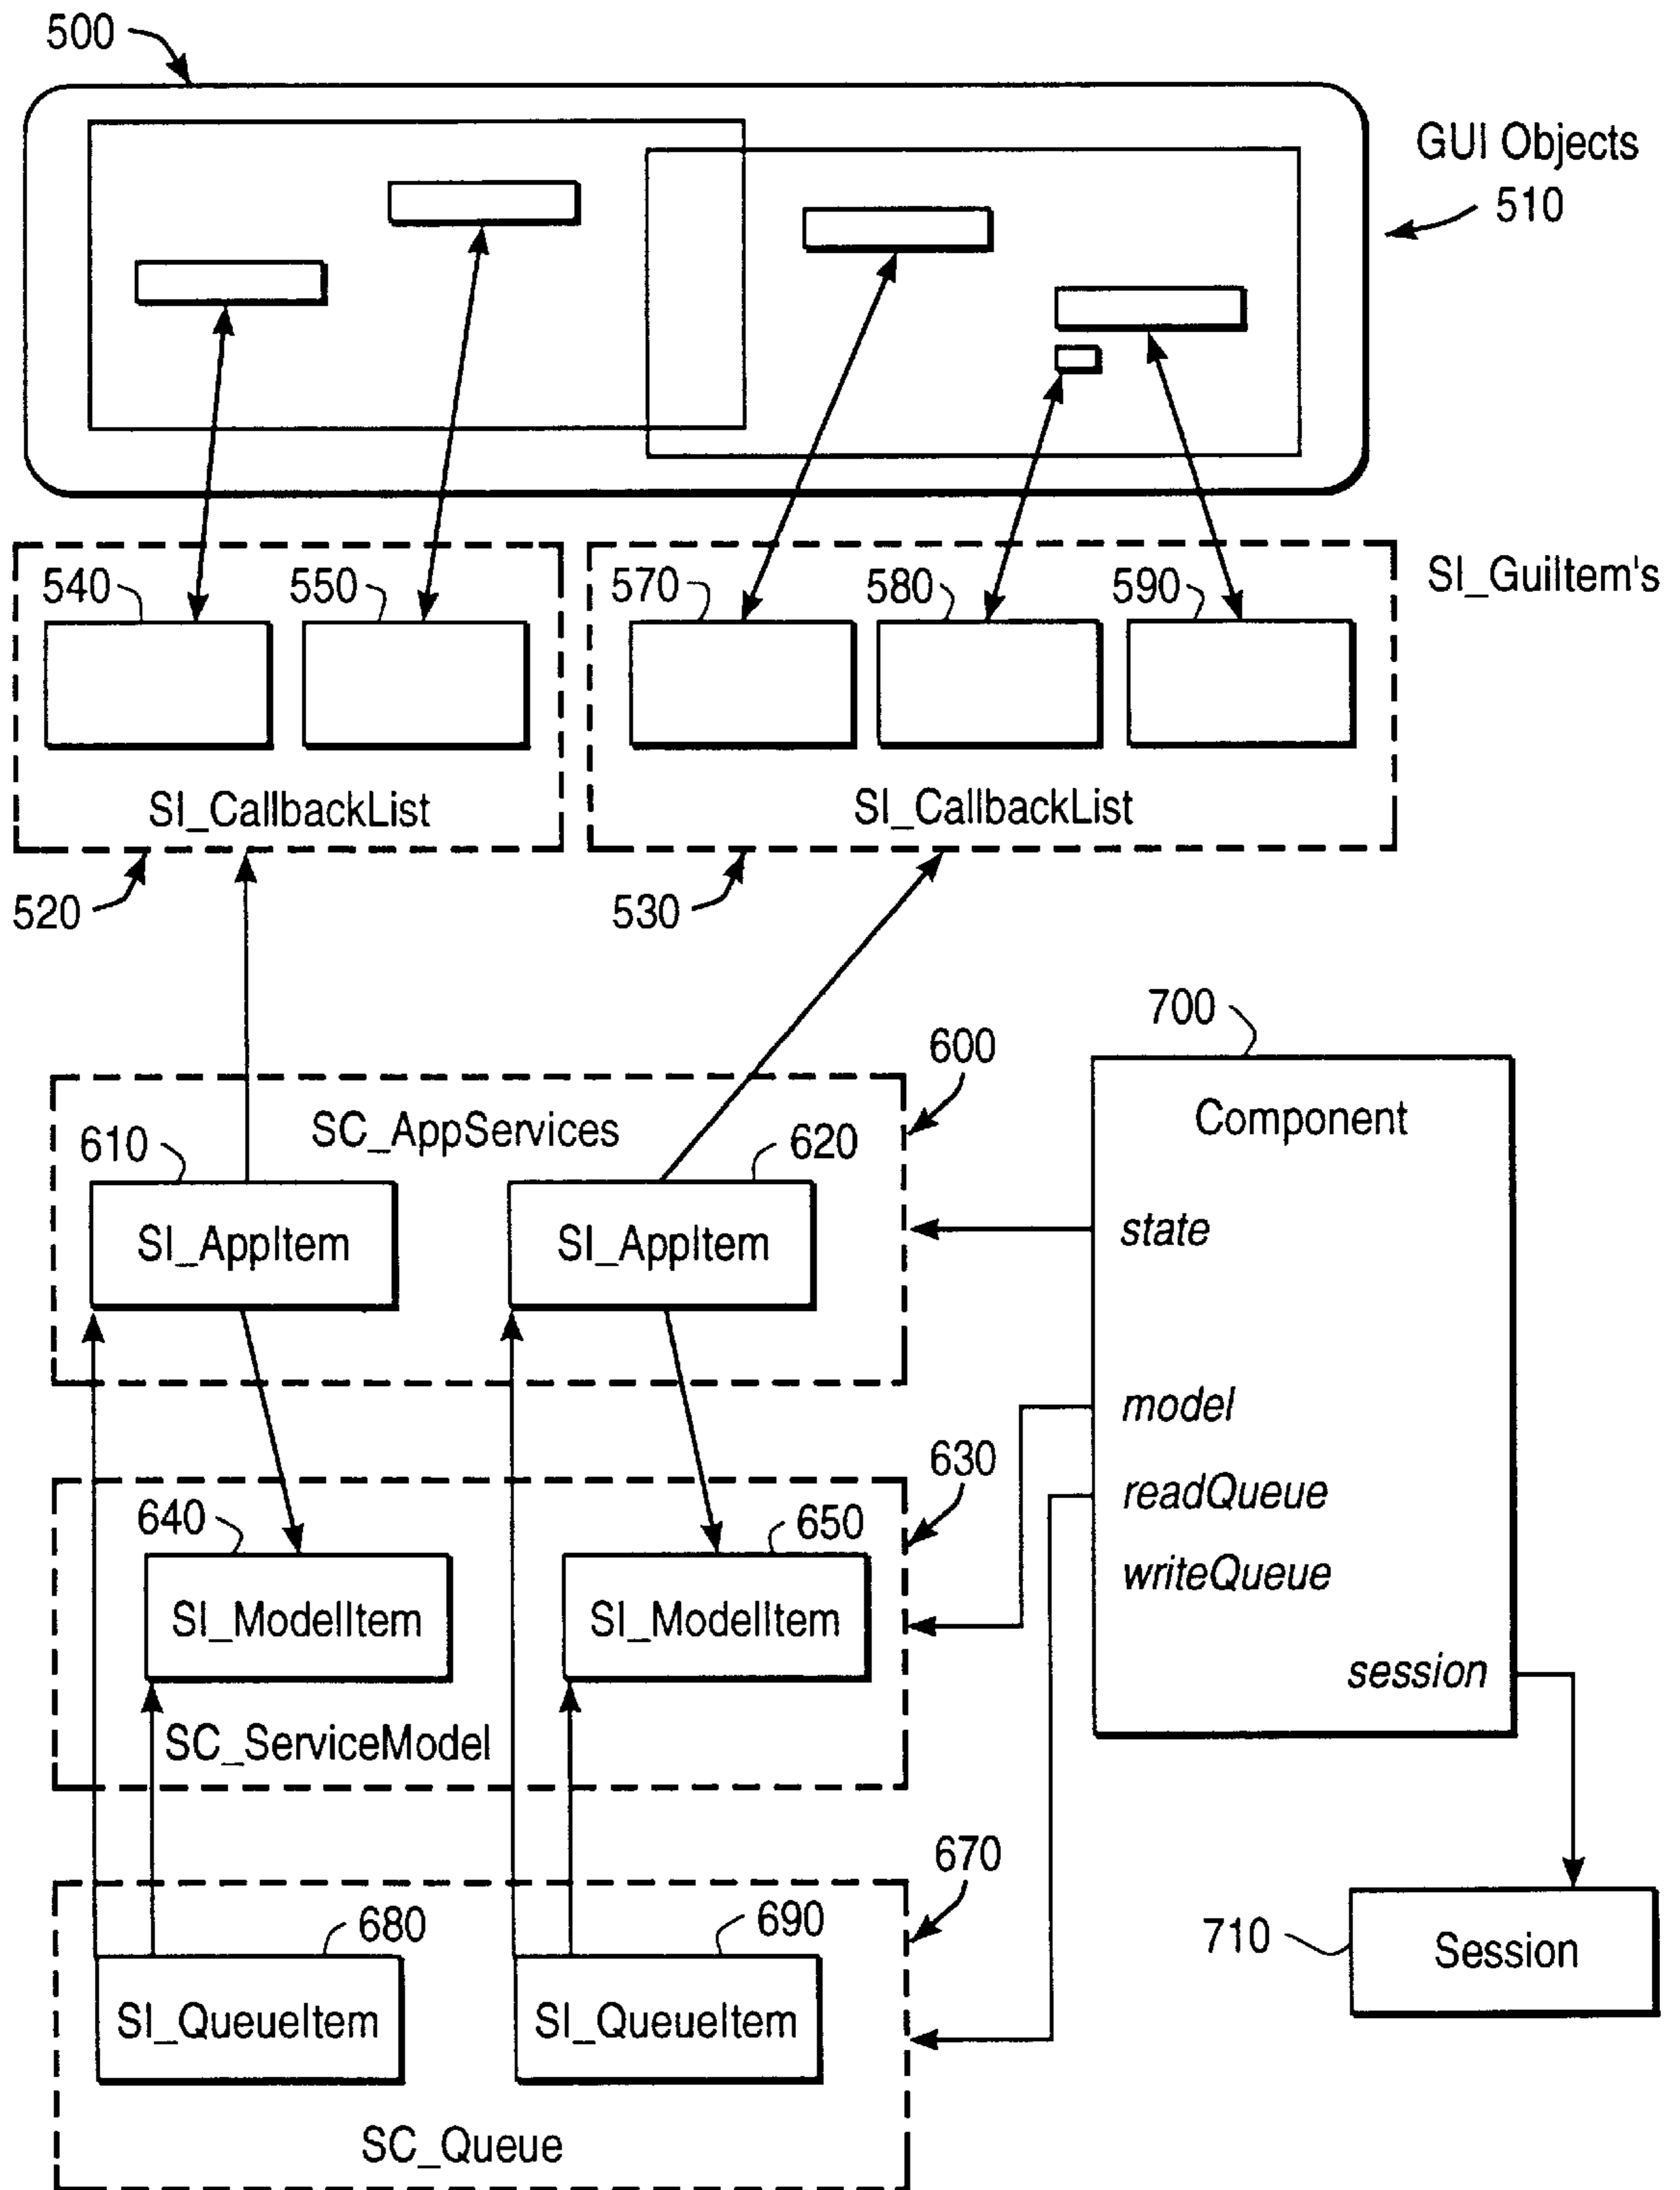 500
GUI Objects
510
540
550
570
580
590
SI_GuiItem's
SI_CallbackList
SI_CallbackList
520
530
700
600
Component
SC_AppServices
610
620
state
SI_AppItem
SI_AppItem
model
630
readQueue
640
650
writeQueue
SI_ModelItem
SI_ModelItem
session
SC_ServiceModel
670
680
690
710
Session
SI_QueueItem
SI_QueueItem
SC_Queue